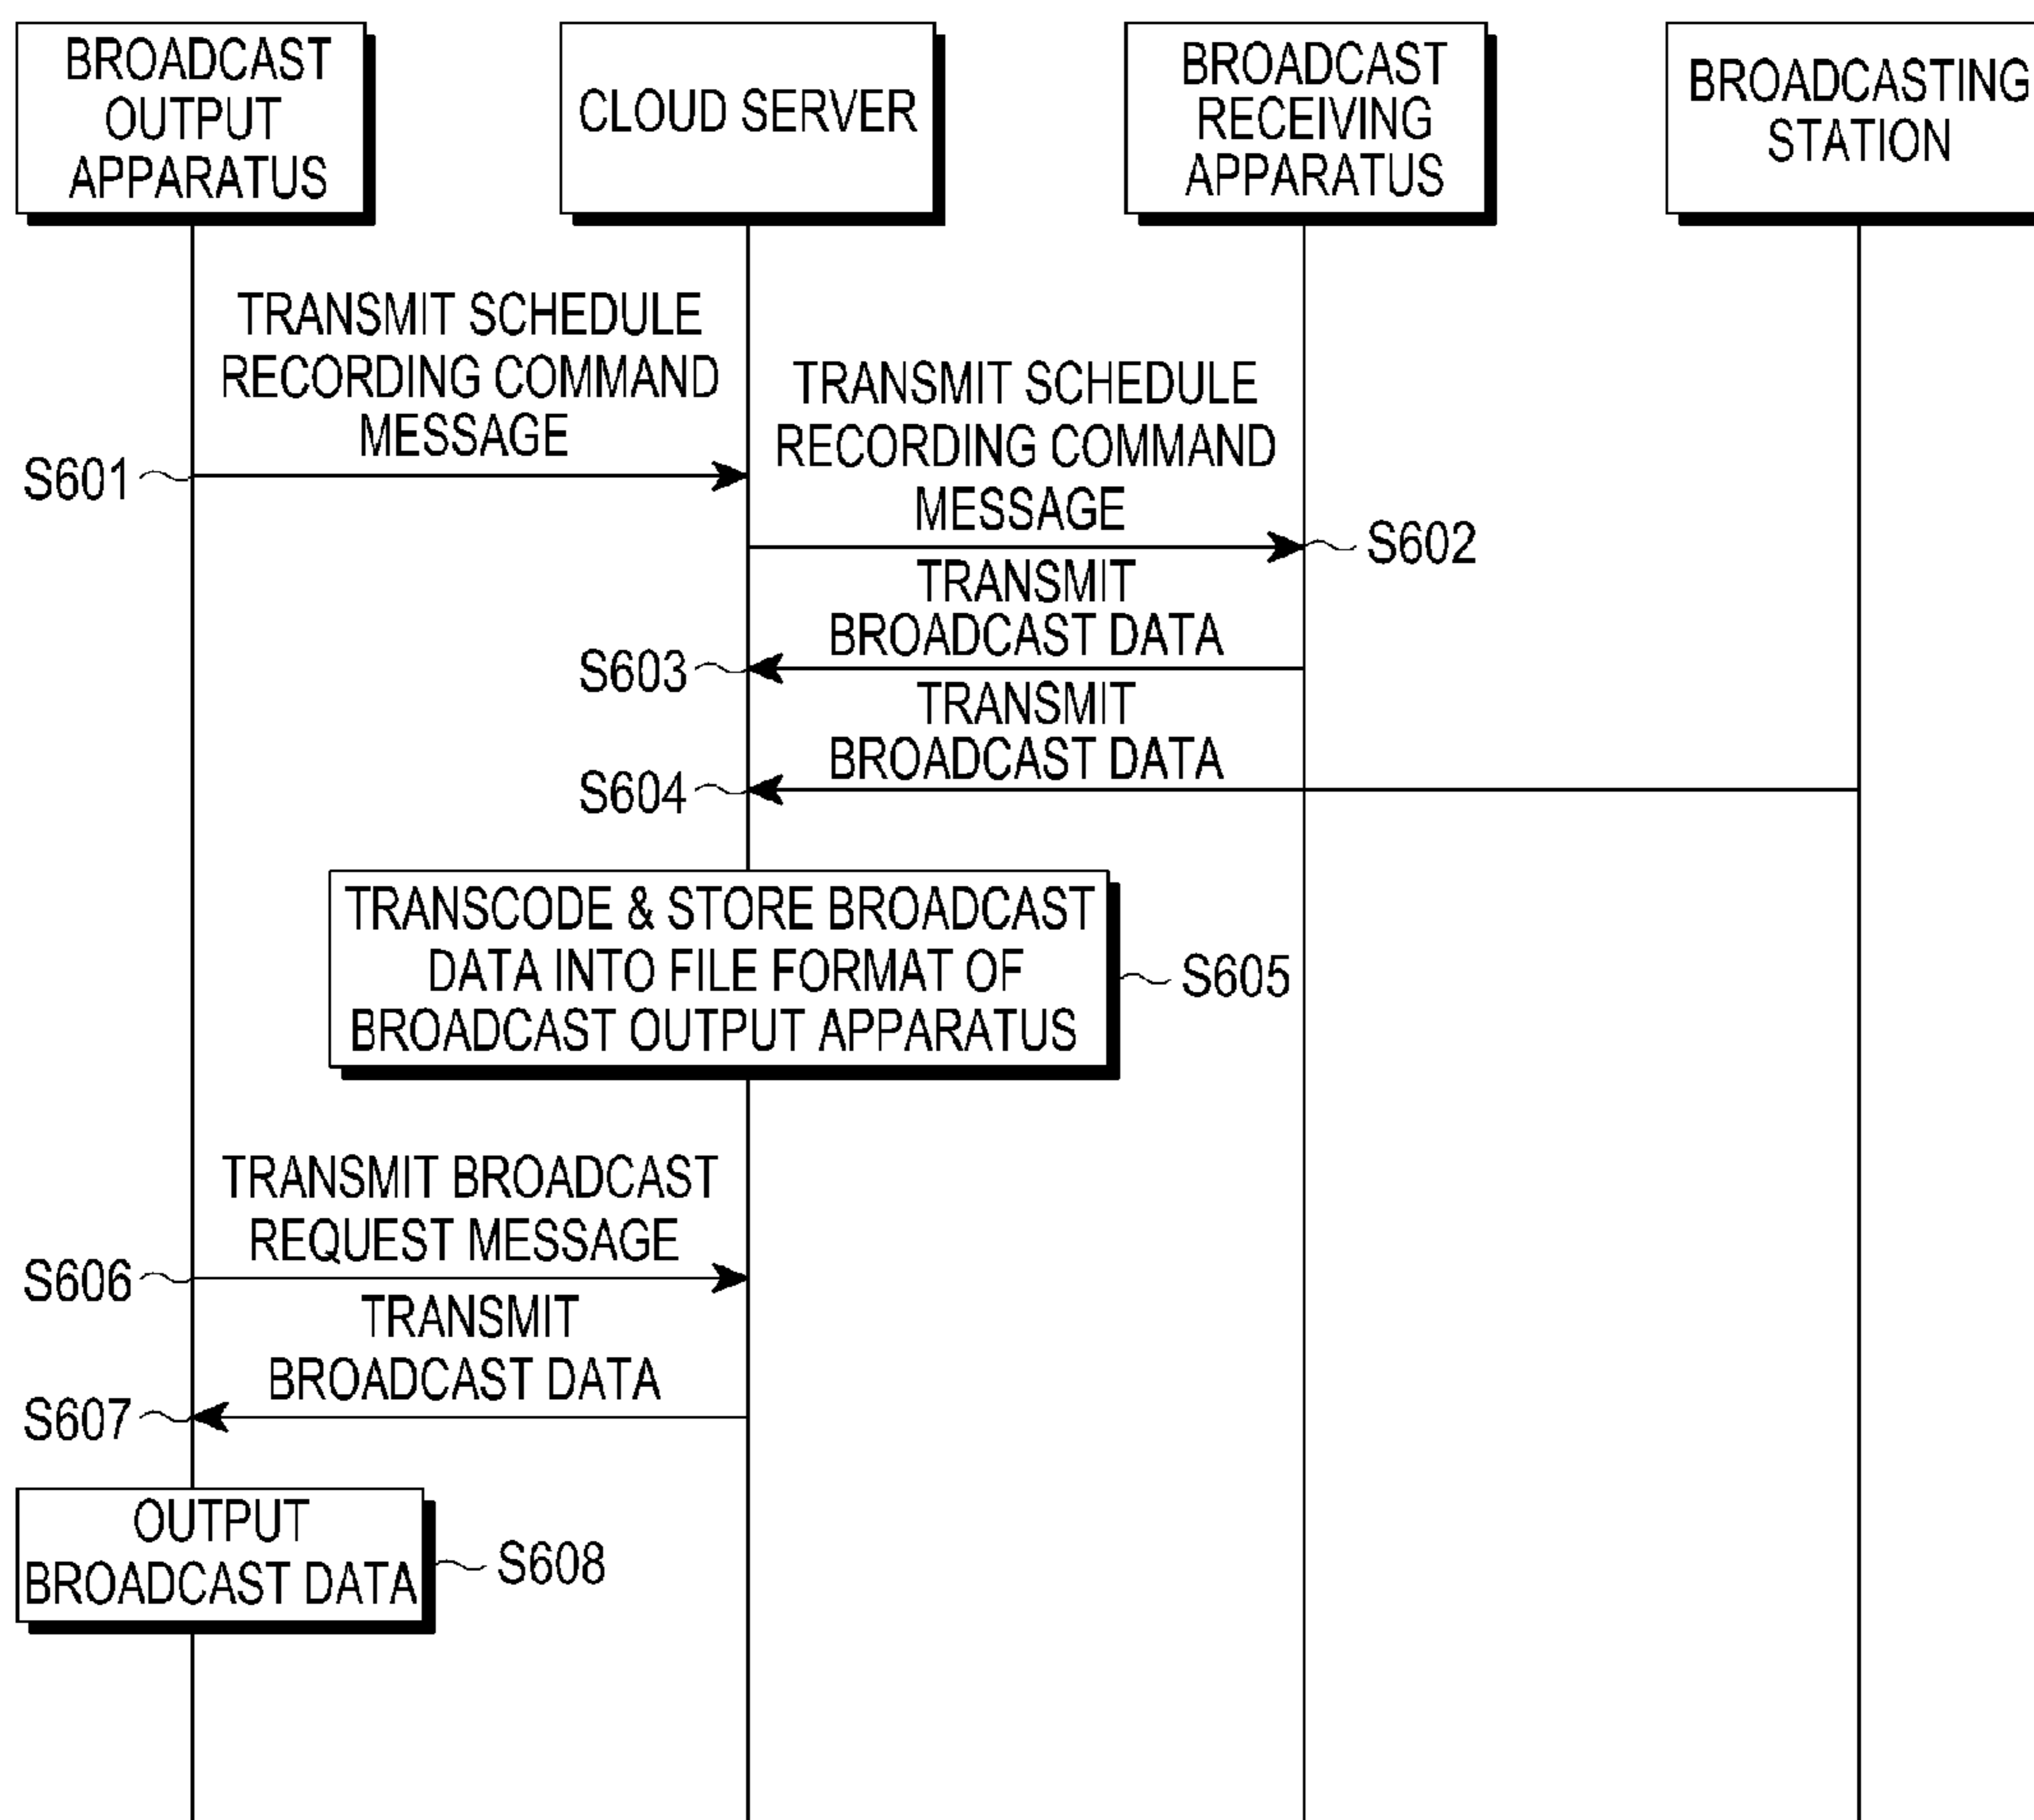 BROADCAST
OUTPUT
APPARATUS
CLOUD SERVER
BROADCAST
RECEIVING
APPARATUS
BROADCASTING
STATION
TRANSMIT SCHEDULE
RECORDING COMMAND
MESSAGE
S601
TRANSMIT SCHEDULE
RECORDING COMMAND
MESSAGE
S602
TRANSMIT
BROADCAST DATA
S603
TRANSMIT
BROADCAST DATA
S604
TRANSCODE & STORE BROADCAST
DATA INTO FILE FORMAT OF
BROADCAST OUTPUT APPARATUS
S605
TRANSMIT BROADCAST
REQUEST MESSAGE
S606
TRANSMIT
BROADCAST DATA
S607
OUTPUT
BROADCAST DATA
S608